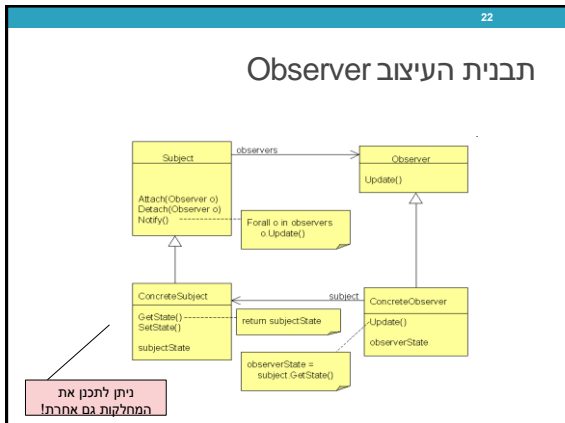 22
תבנית העיצוב Observer
Subject
observers
Observer
Attach(Observer o)
Detach(Observer o)
Notify()
Update()
Forall o in observers
o.Update()
ConcreteSubject
subject
ConcreteObserver
GetState()
SetState()
subjectState
return subjectState
Update()
observerState
observerState =
subject.GetState()
ניתן לתכנן את
המחלקות גם אחרת!